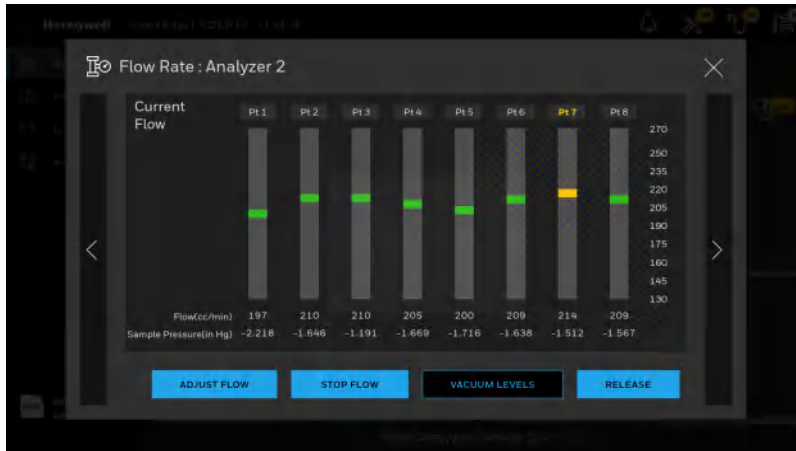 Honeywell
Flow Rate : Analyzer 2
Current
Flow
Pt 1 Pt 2 Pt 3 Pt 4 Pt 5 Pt 6 Pt 7 Pt 8
270
250
235
220
205
190
175
160
145
130
Flow(cc/min) 197 210 210 205 200 209 214 209
Sample Pressure(in Hg) -2.218 -1.646 -1.191 -1.669 -1.716 -1.638 -1.512 -1.567
ADJUST FLOW STOP FLOW VACUUM LEVELS RELEASE